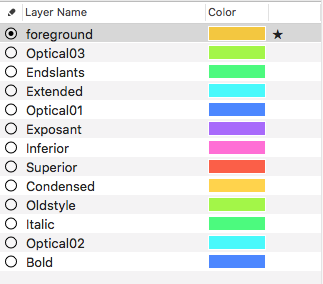 Layer Name Color
foreground ★
Optical03
Endslants
Extended
Optical01
Exposant
Inferior
Superior
Condensed
Oldstyle
Italic
Optical02
Bold